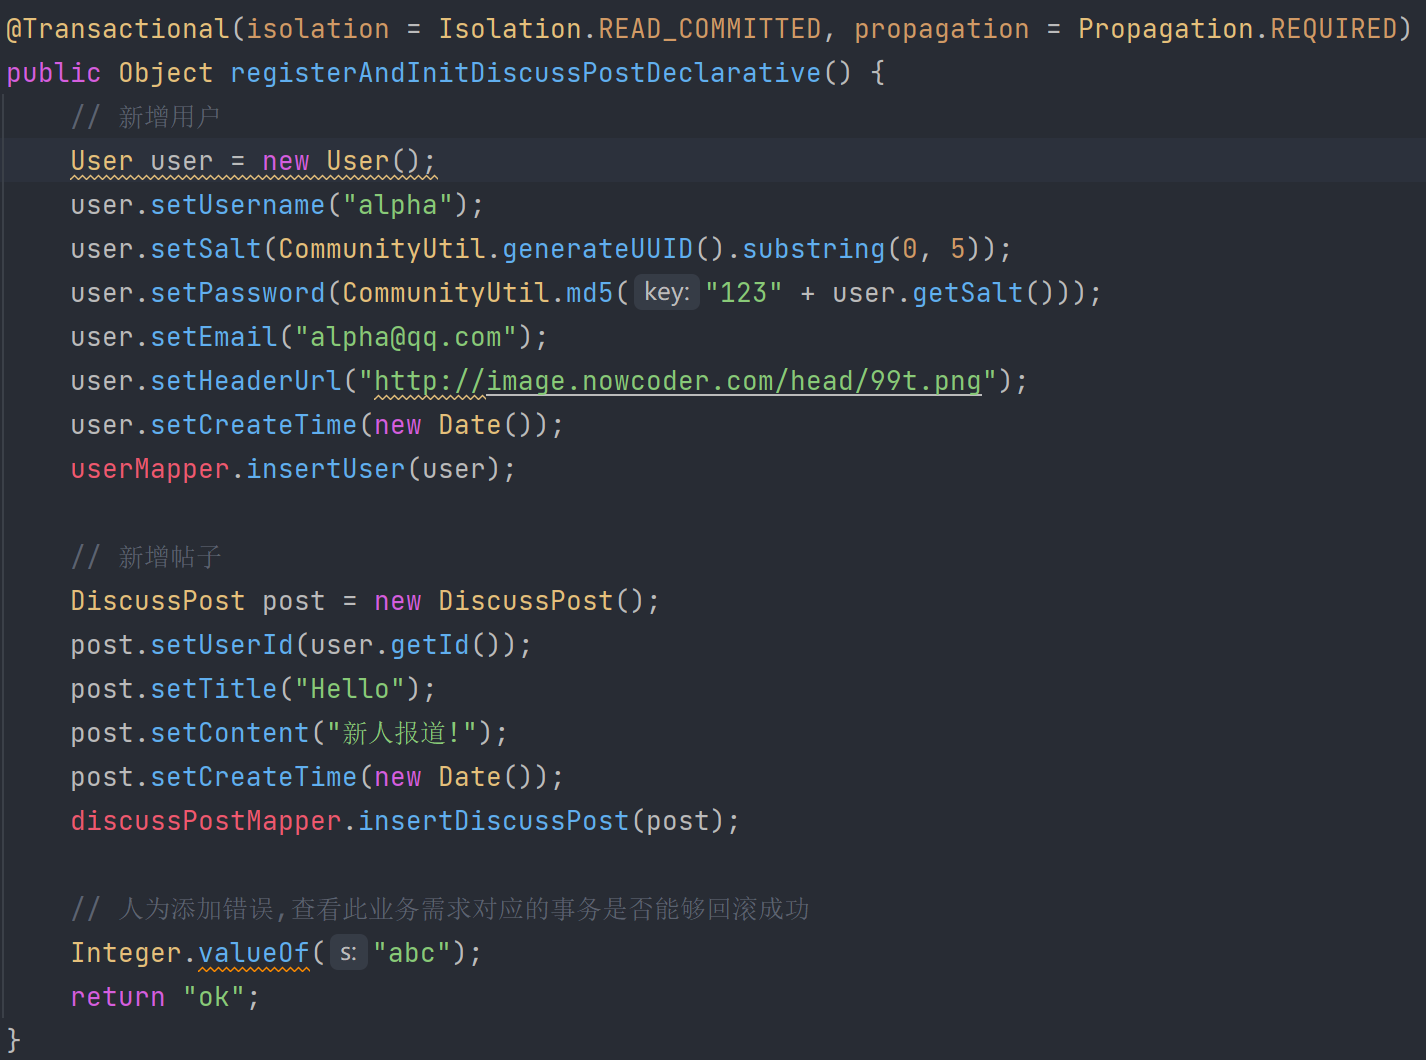 @Transactional(isolation = Isolation.READ_COMMITTED, propagation = Propagation.REQUIRED)
public Object registerAndInitDiscussPostDeclarative() {
    // 新增用户
    User user = new User();
    user.setUsername("alpha");
    user.setSalt(CommunityUtil.generateUUID().substring(0, 5));
    user.setPassword(CommunityUtil.md5( key: "123" + user.getSalt()));
    user.setEmail("alpha@qq.com");
    user.setHeaderUrl("http://image.nowcoder.com/head/99t.png");
    user.setCreateTime(new Date());
    userMapper.insertUser(user);

    // 新增帖子
    DiscussPost post = new DiscussPost();
    post.setUserId(user.getId());
    post.setTitle("Hello");
    post.setContent("新人报道!");
    post.setCreateTime(new Date());
    discussPostMapper.insertDiscussPost(post);

    // 人为添加错误,查看此业务需求对应的事务是否能够回滚成功
    Integer.valueOf( s: "abc");
    return "ok";
}